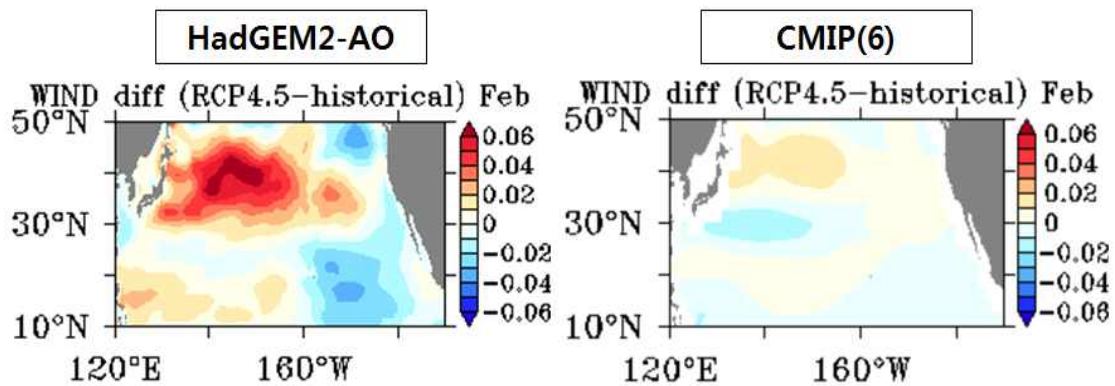 HadGEM2-AO
CMIP(6)
WIND diff (RCP4.5-historical) Feb
50°N
30°N
10°N
120°E
160°W
0.06
0.04
0.02
0
-0.02
-0.04
-0.06
WIND diff (RCP4.5-historical) Feb
50°N
30°N
10°N
120°E
160°W
0.06
0.04
0.02
0
-0.02
-0.04
-0.06